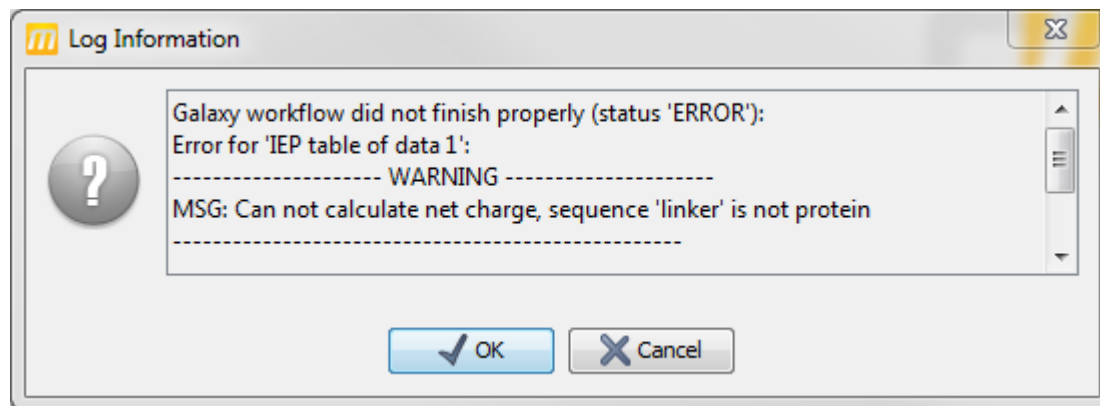 Log Information
Galaxy workflow did not finish properly (status 'ERROR'):
Error for 'IEP table of data 1':
--------------------- WARNING ---------------------
MSG: Can not calculate net charge, sequence 'linker' is not protein
---------------------------------------------------
OK
Cancel